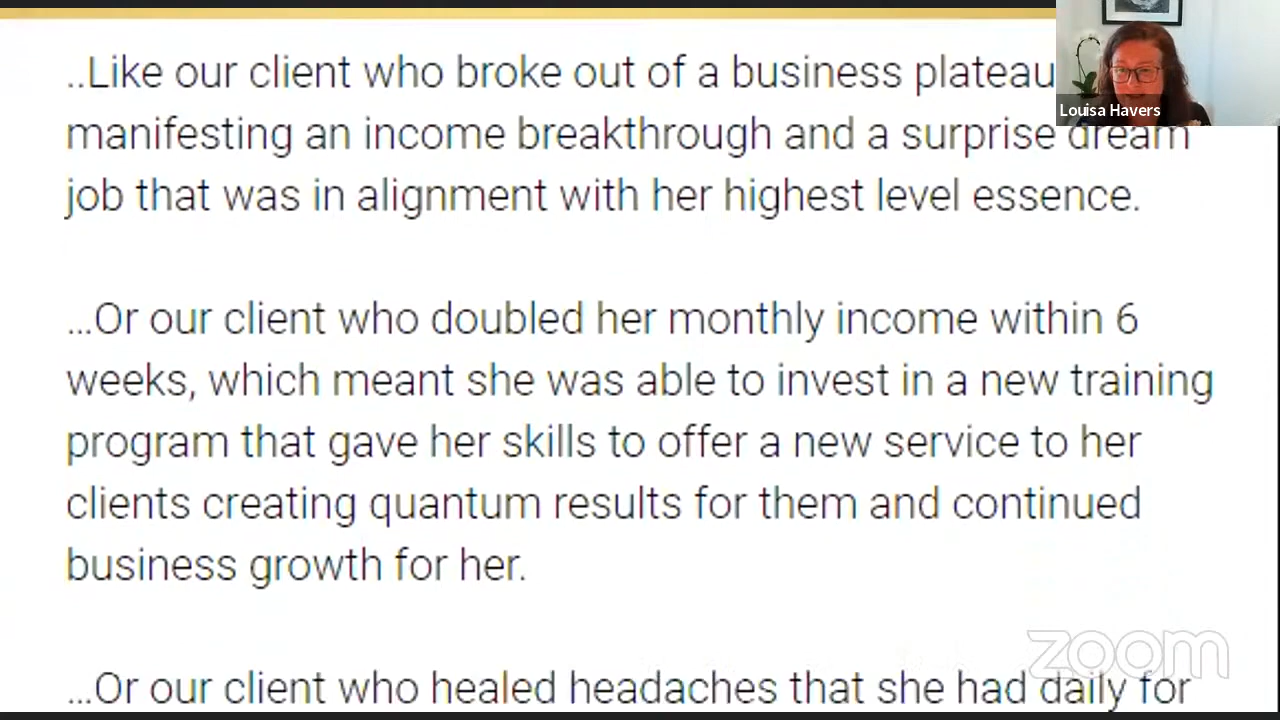 ..Like our client who broke out of a business plateau
manifesting an income breakthrough and a surprise dream
job that was in alignment with her highest level essence.
...Or our client who doubled her monthly income within 6
weeks, which meant she was able to invest in a new training
program that gave her skills to offer a new service to her
clients creating quantum results for them and continued
business growth for her.
...Or our client who healed headaches that she had daily for
Louisa Havers
zoom